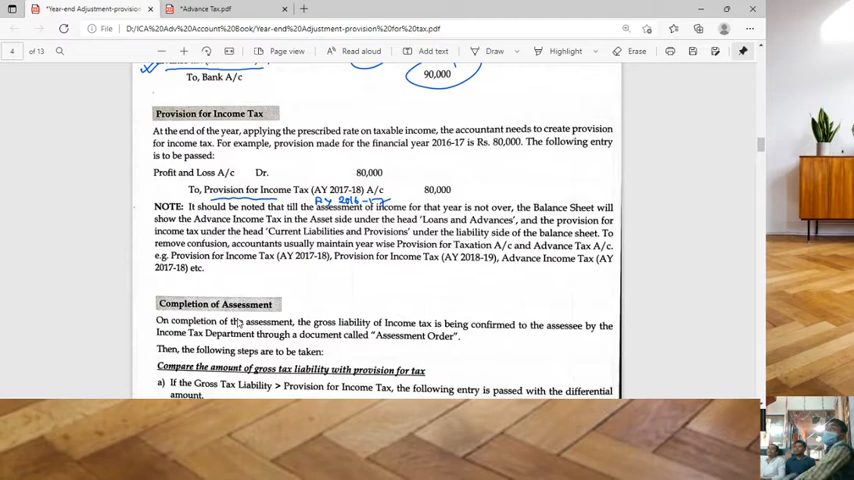 *Year-end Adjustment-provision
*Advance Tax.pdf
File
D:/ICA%20Adv%20Account%20Book/Year-end%20Adjustment-provision%20for%20tax.pdf
4
of 13
Page view
Read aloud
Add text
Draw
Highlight
Erase
To, Bank A/c
90,000
Provision for Income Tax
At the end of the year, applying the prescribed rate on taxable income, the accountant needs to create provision
for income tax. For example, provision made for the financial year 2016-17 is Rs. 80,000. The following entry
is to be passed:
Profit and Loss A/c Dr. 80,000
To, Provision for Income Tax (AY 2017-18) A/c 80,000
AY 2016-17
NOTE: It should be noted that till the assessment of income for that year is not over, the Balance Sheet will
show the Advance Income Tax in the Asset side under the head 'Loans and Advances', and the provision for
income tax under the head 'Current Liabilities and Provisions' under the liability side of the balance sheet. To
remove confusion, accountants usually maintain year wise Provision for Taxation A/c and Advance Tax A/c.
e.g. Provision for Income Tax (AY 2017-18), Provision for Income Tax (AY 2018-19), Advance Income Tax (AY
2017-18) etc.
Completion of Assessment
On completion of the assessment, the gross liability of Income tax is being confirmed to the assessee by the
Income Tax Department through a document called "Assessment Order".
Then, the following steps are to be taken:
Compare the amount of gross tax liability with provision for tax
a) If the Gross Tax Liability > Provision for Income Tax, the following entry is passed with the differential
amount.